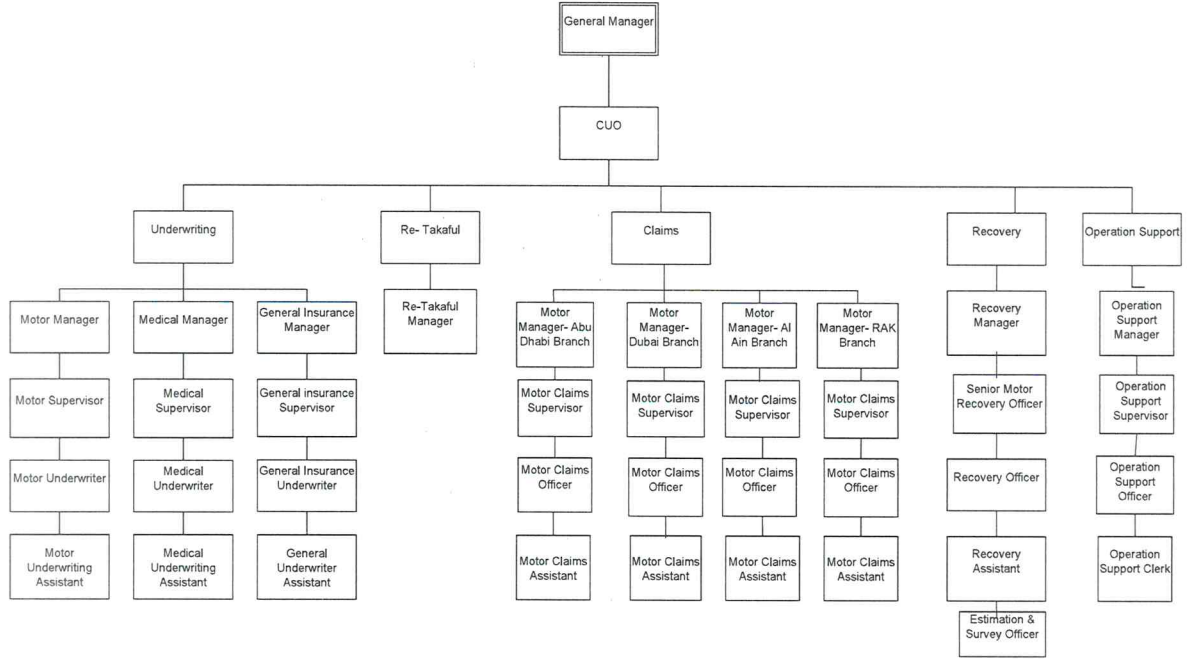 General Manager
CUO
Underwriting
Re- Takaful
Claims
Recovery
Operation Support
Motor Manager
Medical Manager
General Insurance
Manager
Re-Takaful
Manager
Motor
Manager- Abu
Dhabi Branch
Motor
Manager-
Dubai Branch
Motor
Manager- Al
Ain Branch
Motor
Manager- RAK
Branch
Recovery
Manager
Operation
Support
Manager
Motor Supervisor
Medical
Supervisor
General insurance
Supervisor
Motor Claims
Supervisor
Motor Claims
Supervisor
Motor Claims
Supervisor
Motor Claims
Supervisor
Senior Motor
Recovery Officer
Operation
Support
Supervisor
Motor Underwriter
Medical
Underwriter
General Insurance
Underwriter
Motor Claims
Officer
Motor Claims
Officer
Motor Claims
Officer
Motor Claims
Officer
Recovery Officer
Operation
Support
Officer
Motor
Underwriting
Assistant
Medical
Underwriting
Assistant
General
Underwriter
Assistant
Motor Claims
Assistant
Motor Claims
Assistant
Motor Claims
Assistant
Motor Claims
Assistant
Recovery
Assistant
Operation
Support Clerk
Estimation &
Survey Officer